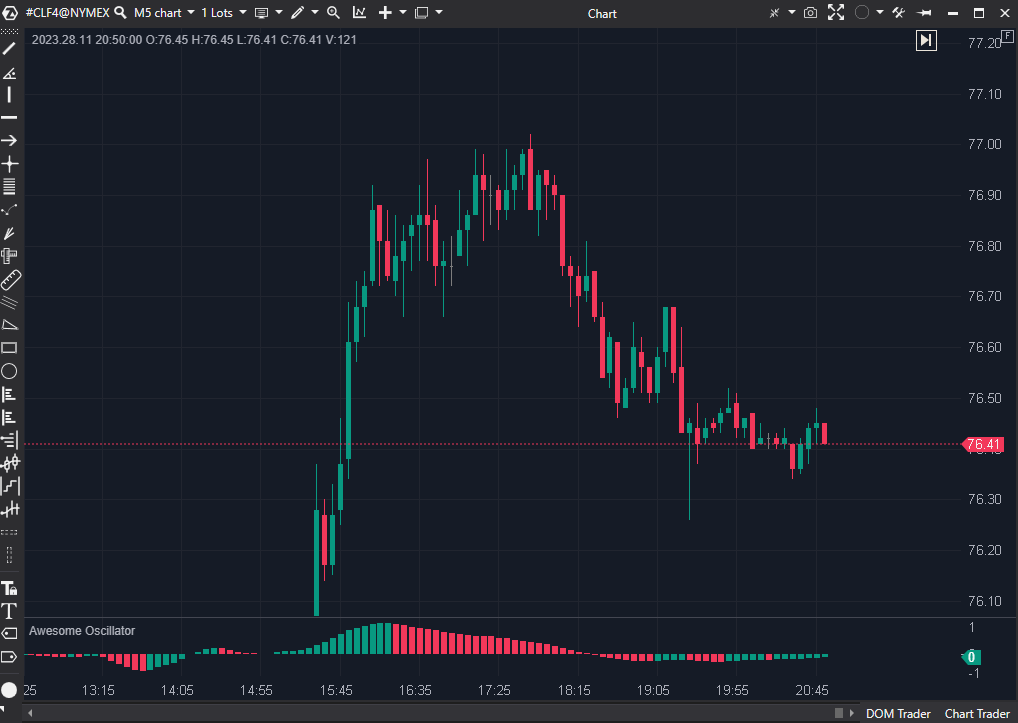 #CLF4@NYMEX M5 chart 1 Lots Chart
2023.28.11 20:50:00 O:76.45 H:76.45 L:76.41 C:76.41 V:121
F
77.20
77.10
77.00
76.90
76.80
76.70
76.60
76.50
76.41
76.30
76.20
76.10
Awesome Oscillator
1
0
-1
25 13:15 14:05 14:55 15:45 16:35 17:25 18:15 19:05 19:55 20:45
DOM Trader Chart Trader